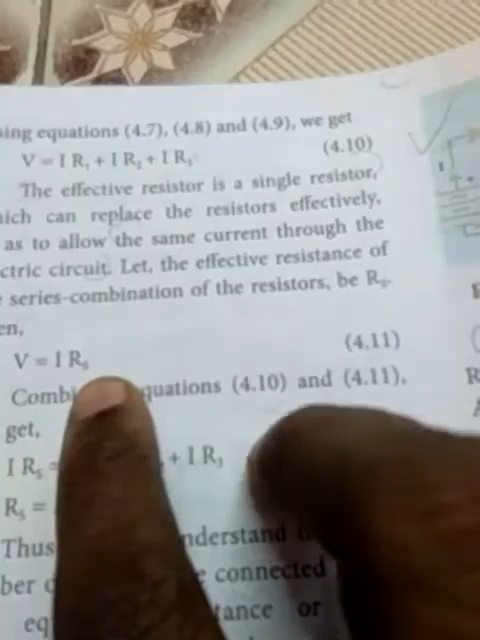 sing equations (4.7), (4.8) and (4.9), we get
V = I R₁ + I R₂ + I R₃ (4.10)
The effective resistor is a single resistor,
hich can replace the resistors effectively,
as to allow the same current through the
ctric circuit. Let, the effective resistance of
series-combination of the resistors, be Rₛ.
en,
V = I Rₛ (4.11)
Combi quations (4.10) and (4.11),
get,
I Rₛ = + I R₃
Rₛ =
Thus nderstand
ber connected
eq tance or